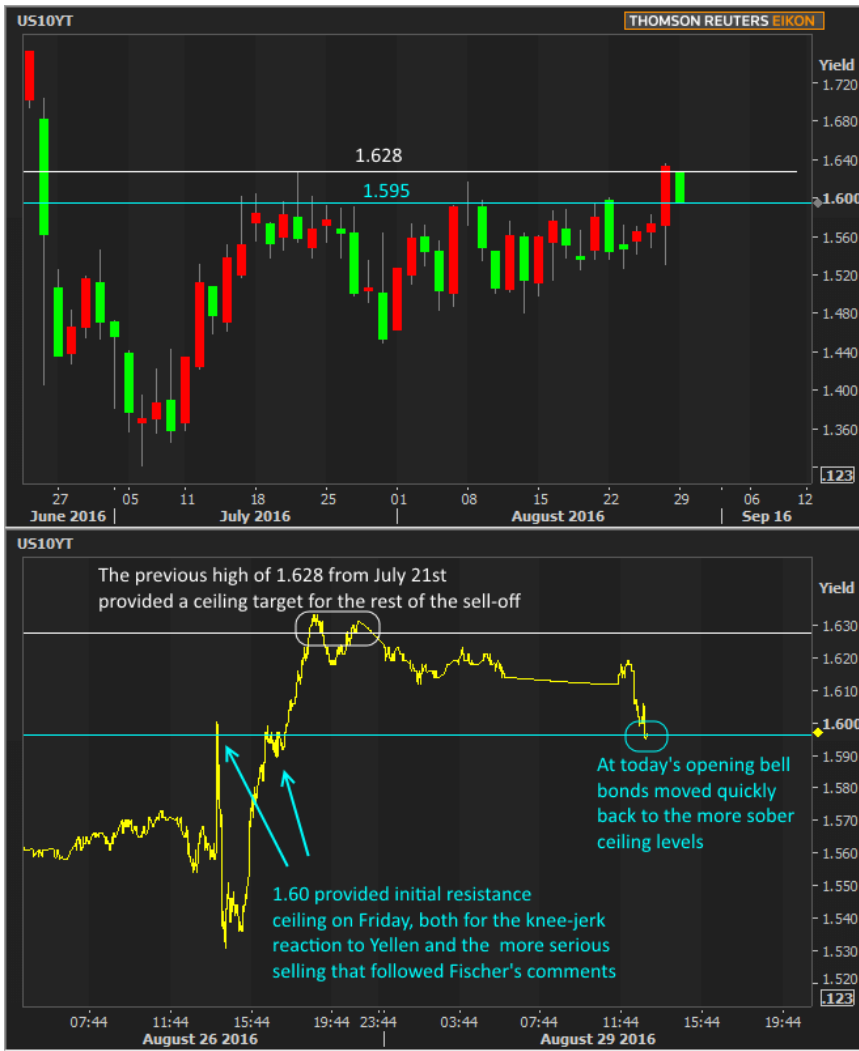 US10YT
THOMSON REUTERS EIKON
Yield
1.720
1.680
1.640
1.628
1.600
1.595
1.560
1.520
1.480
1.440
1.400
1.360
.123
27 05 11 18 25 01 08 15 22 29 06 12
June 2016 July 2016 August 2016 Sep 16
US10YT
The previous high of 1.628 from July 21st
provided a ceiling target for the rest of the sell-off
Yield
1.630
1.620
1.610
1.600
1.590
1.580
1.570
1.560
1.550
1.540
1.530
1.520
At today's opening bell
bonds moved quickly
back to the more sober
ceiling levels
1.60 provided initial resistance
ceiling on Friday, both for the knee-jerk
reaction to Yellen and the more serious
selling that followed Fischer's comments
.123
07:44 11:44 15:44 19:44 23:44 03:44 07:44 11:44 15:44 19:44
August 26 2016 August 29 2016